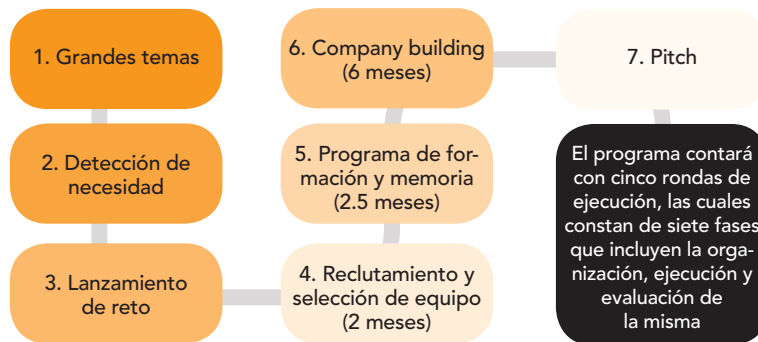 1. Grandes temas
2. Detección de
necesidad
3. Lanzamiento
de reto
4. Reclutamiento y
selección de equipo
(2 meses)
5. Programa de for-
mación y memoria
(2.5 meses)
6. Company building
(6 meses)
7. Pitch
El programa contará
con cinco rondas de
ejecución, las cuales
constan de siete fases
que incluyen la orga-
nización, ejecución y
evaluación de
la misma